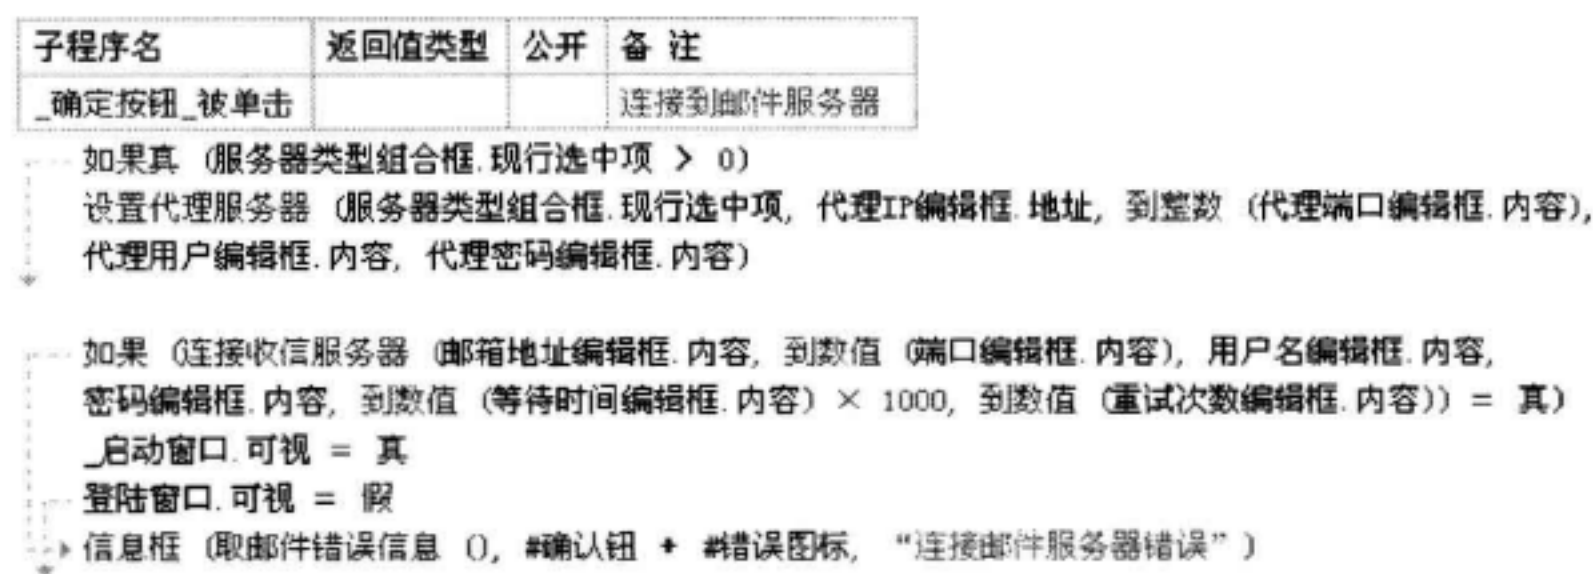 子程序名 返回值类型 公开 备 注
_确定按钮_被单击 连接到邮件服务器
如果真 (服务器类型组合框.现行选中项 > 0)
设置代理服务器 (服务器类型组合框.现行选中项, 代理IP编辑框.地址, 到整数 (代理端口编辑框.内容),
代理用户编辑框.内容, 代理密码编辑框.内容)
如果 (连接收信服务器 (邮箱地址编辑框.内容, 到数值 (端口编辑框.内容), 用户名编辑框.内容,
密码编辑框.内容, 到数值 (等待时间编辑框.内容) × 1000, 到数值 (重试次数编辑框.内容)) = 真)
_启动窗口.可视 = 真
登陆窗口.可视 = 假
信息框 (取邮件错误信息 (), #确认钮 + #错误图标, “连接邮件服务器错误”)